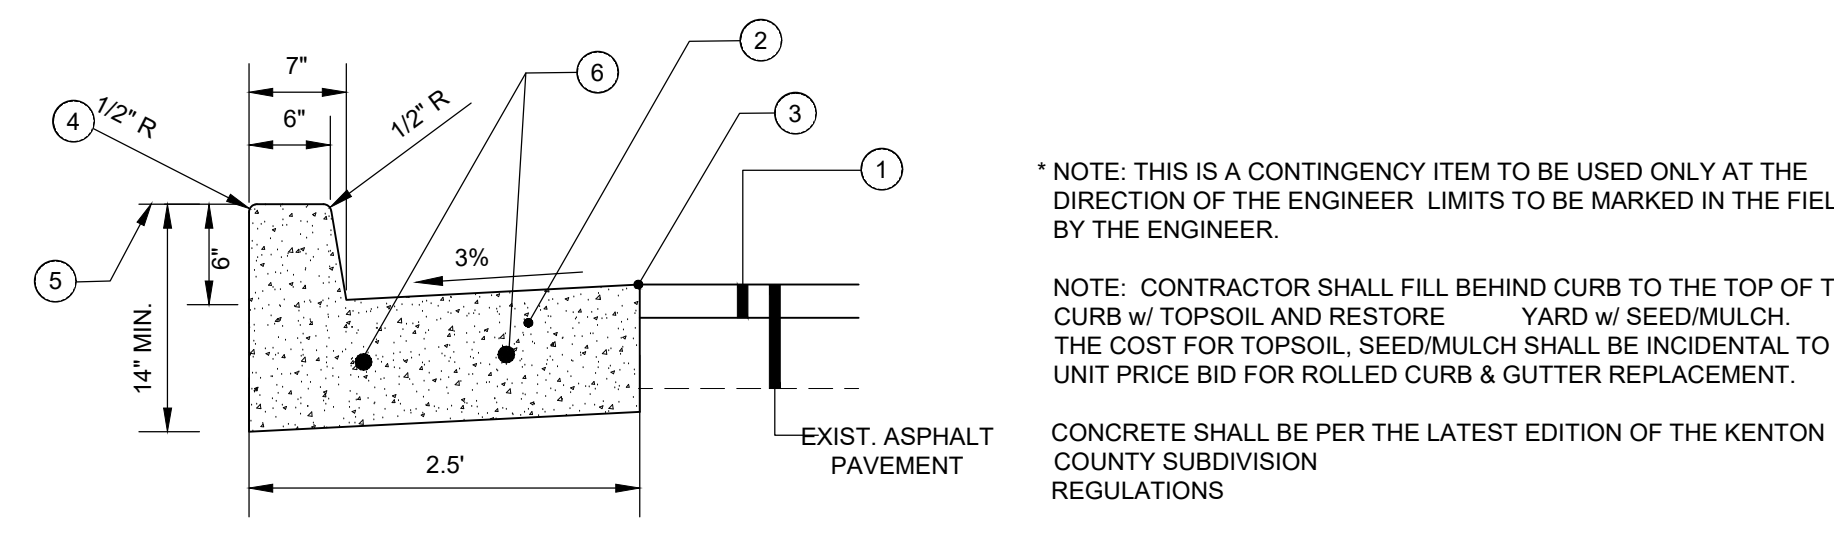 2
7"
6
1/2" R
4
6"
1/2" R
3
1
5
6"
3%
14" MIN.
EXIST. ASPHALT
PAVEMENT
2.5'
* NOTE: THIS IS A CONTINGENCY ITEM TO BE USED ONLY AT THE
DIRECTION OF THE ENGINEER LIMITS TO BE MARKED IN THE FIEL
BY THE ENGINEER.
NOTE: CONTRACTOR SHALL FILL BEHIND CURB TO THE TOP OF T
CURB w/ TOPSOIL AND RESTORE YARD w/ SEED/MULCH.
THE COST FOR TOPSOIL, SEED/MULCH SHALL BE INCIDENTAL TO
UNIT PRICE BID FOR ROLLED CURB & GUTTER REPLACEMENT.
CONCRETE SHALL BE PER THE LATEST EDITION OF THE KENTON
COUNTY SUBDIVISION
REGULATIONS